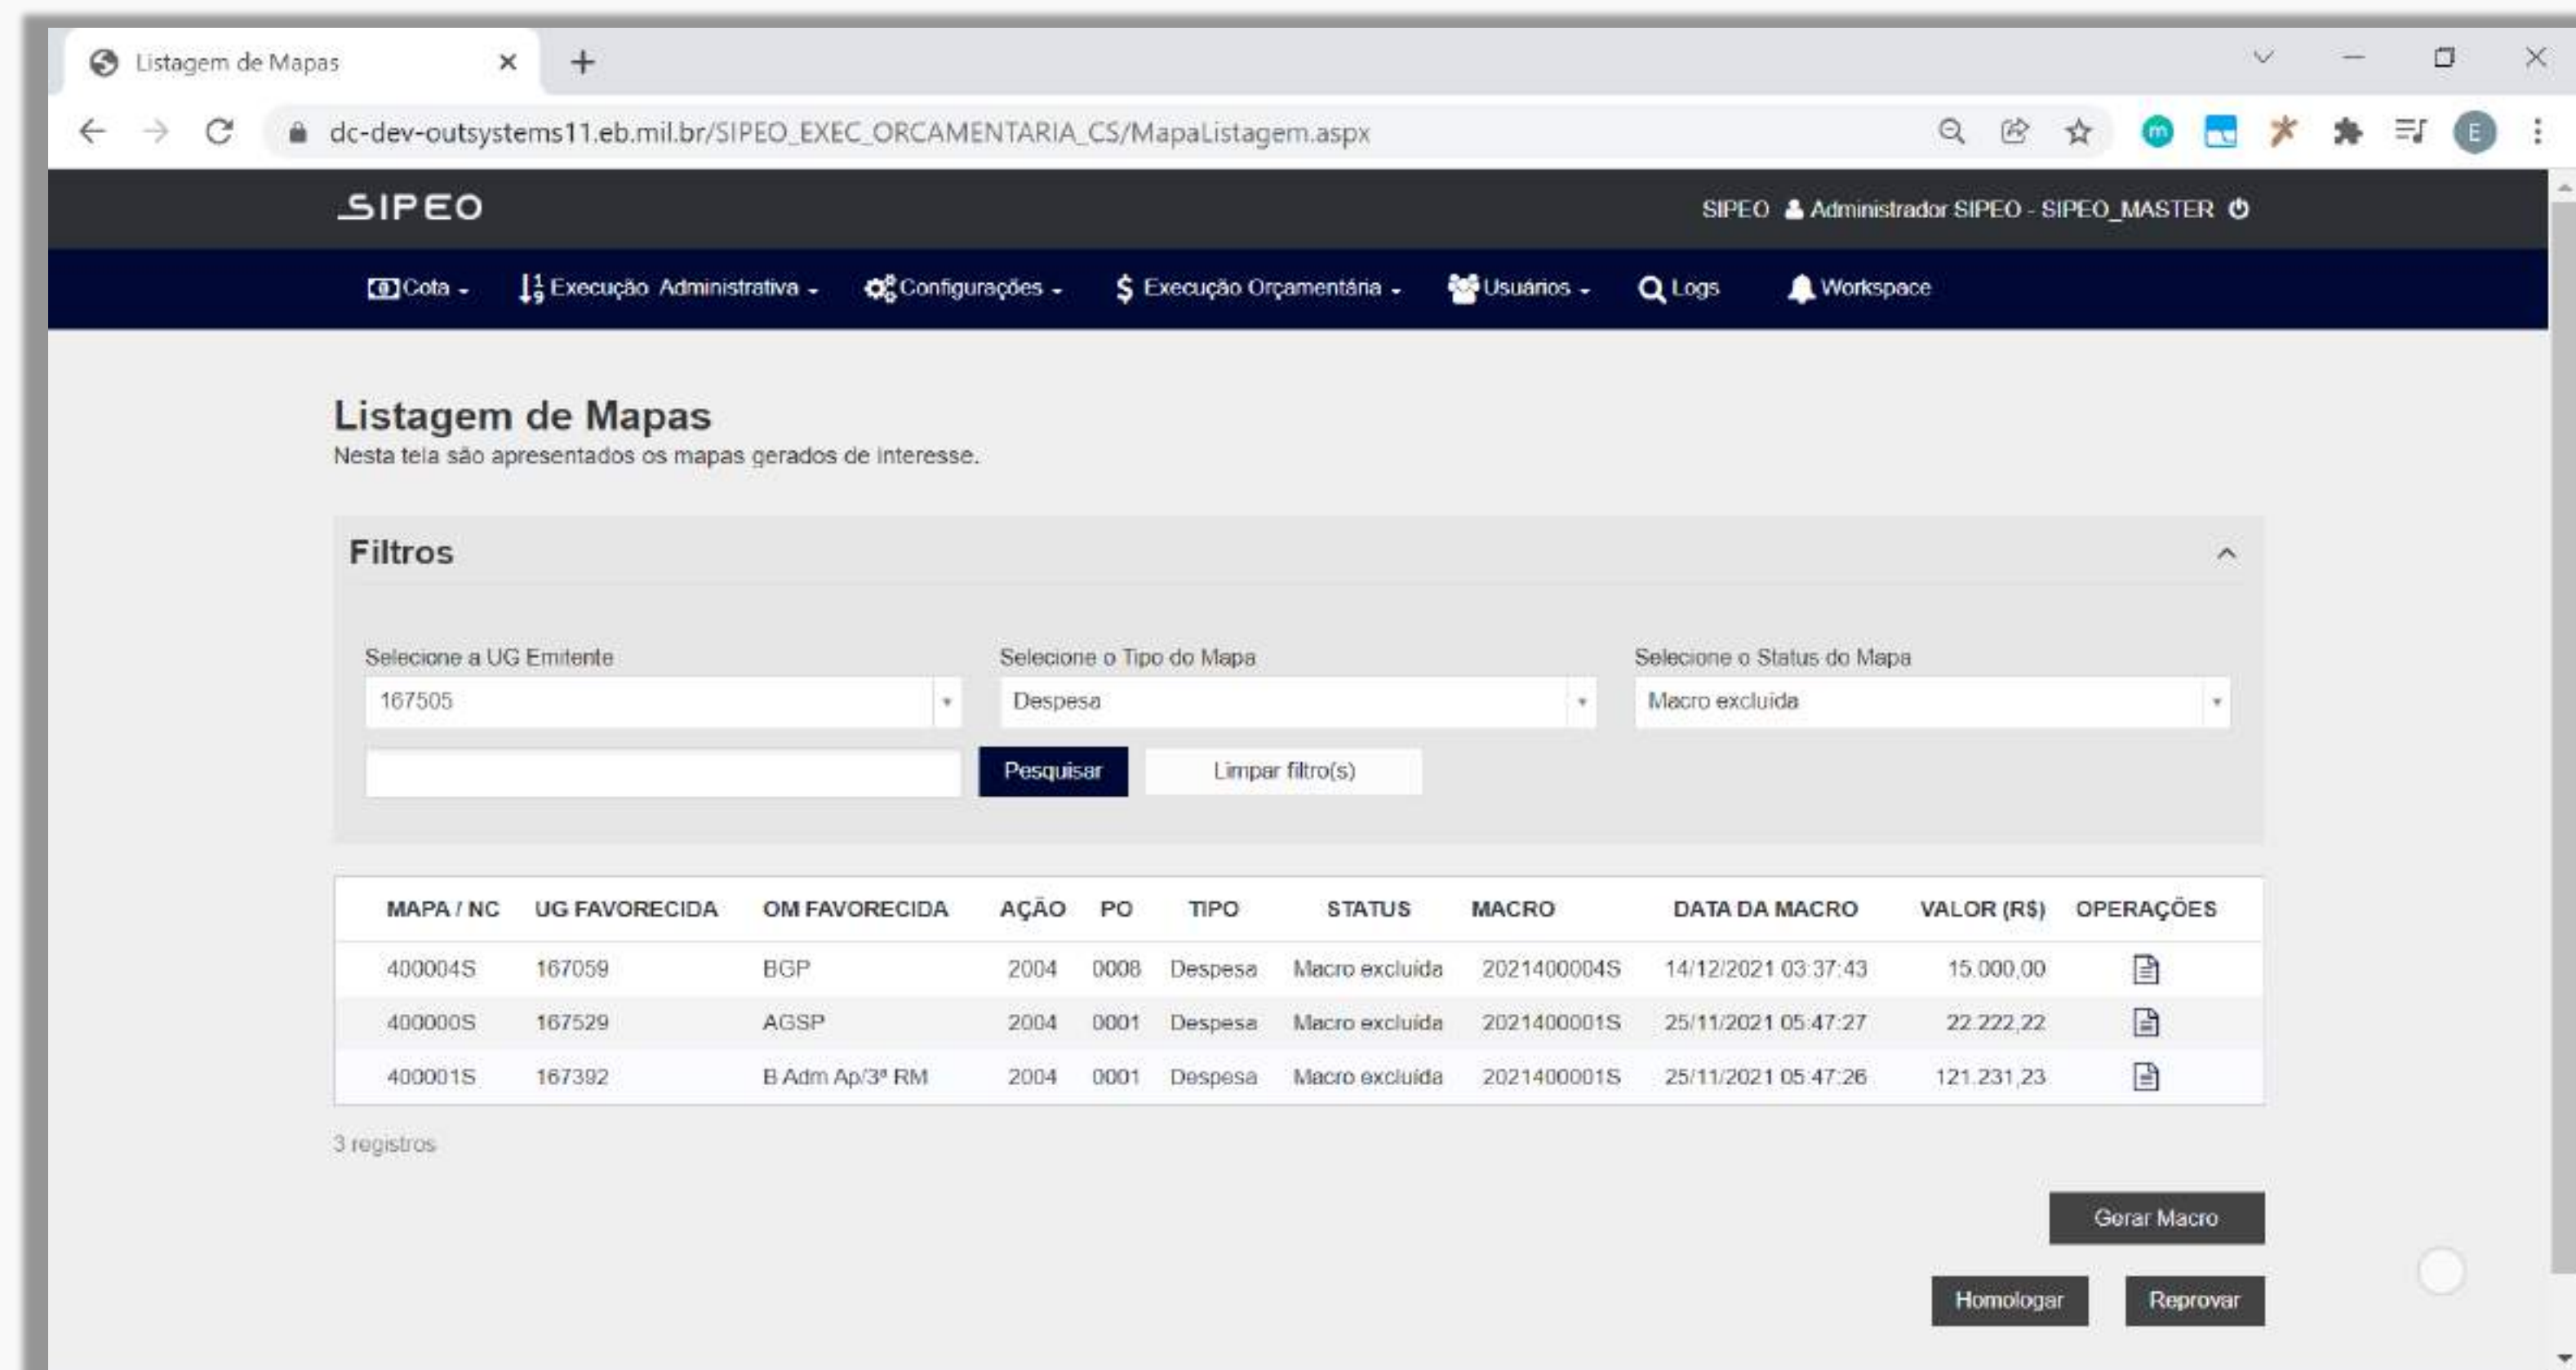 Listagem de Mapas
dc-dev-outsystems11.eb.mil.br/SIPEO_EXEC_ORCAMENTARIA_CS/MapaListagem.aspx
m
E
SIPEO SIPEO Administrador SIPEO - SIPEO_MASTER
Cota Execução Administrativa Configurações $ Execução Orçamentária Usuários Logs Workspace
Listagem de Mapas
Nesta tela são apresentados os mapas gerados de interesse.
Filtros
Selecione a UG Emitente Selecione o Tipo do Mapa Selecione o Status do Mapa
167505 Despesa Macro excluída
Pesquisar Limpar filtro(s)
MAPA / NC UG FAVORECIDA OM FAVORECIDA AÇÃO PO TIPO STATUS MACRO DATA DA MACRO VALOR (R$) OPERAÇÕES
400004S 167059 BGP 2004 0008 Despesa Macro excluída 2021400004S 14/12/2021 03:37:43 15.000,00
400000S 167529 AGSP 2004 0001 Despesa Macro excluída 2021400001S 25/11/2021 05:47:27 22.222,22
400001S 167392 B Adm Ap/3ª RM 2004 0001 Despesa Macro excluída 2021400001S 25/11/2021 05:47:26 121.231,23
3 registros
Gerar Macro
Homologar Reprovar